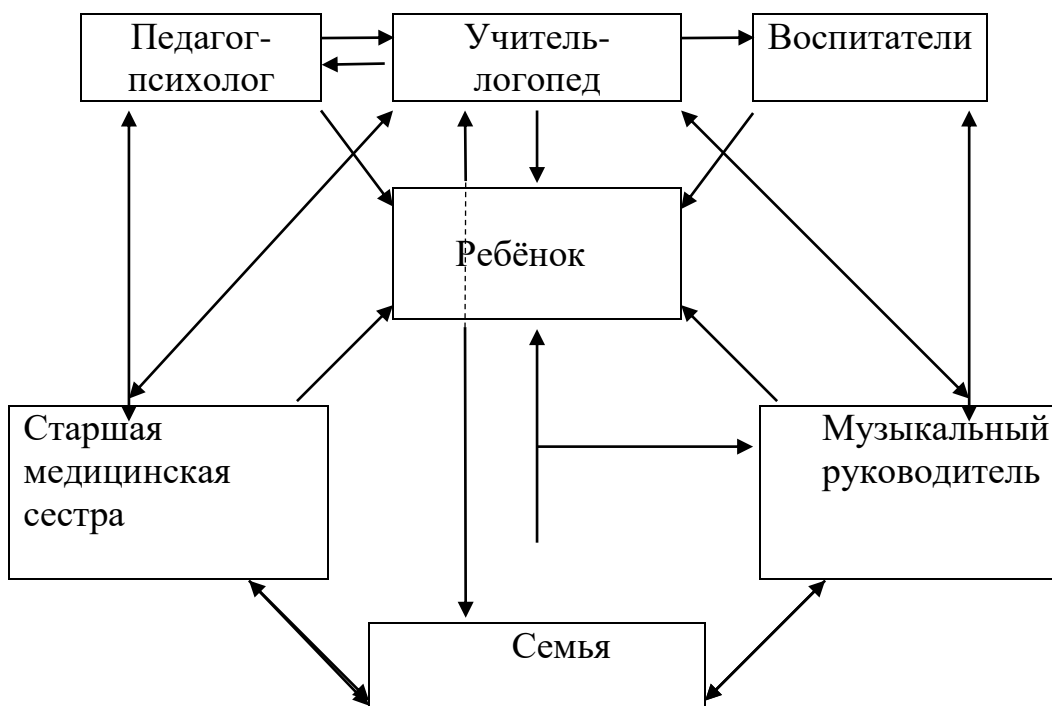 Педагог-
психолог
Учитель-
логопед
Воспитатели
Ребёнок
Старшая
медицинская
сестра
Музыкальный
руководитель
Семья